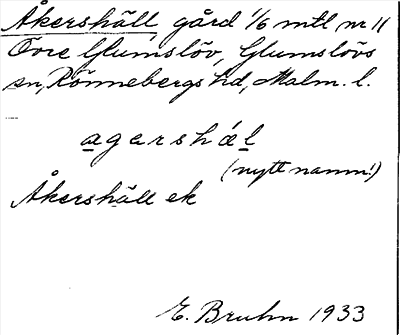 Åkershäll gård 1/6 mtl nr 11
Övre Glumslöv, Glumslövs
sn, Rönnebergs hd, Malm. l.
agershäl
(nytt namn!)
Åkershäll ek
E. Bruhn 1933